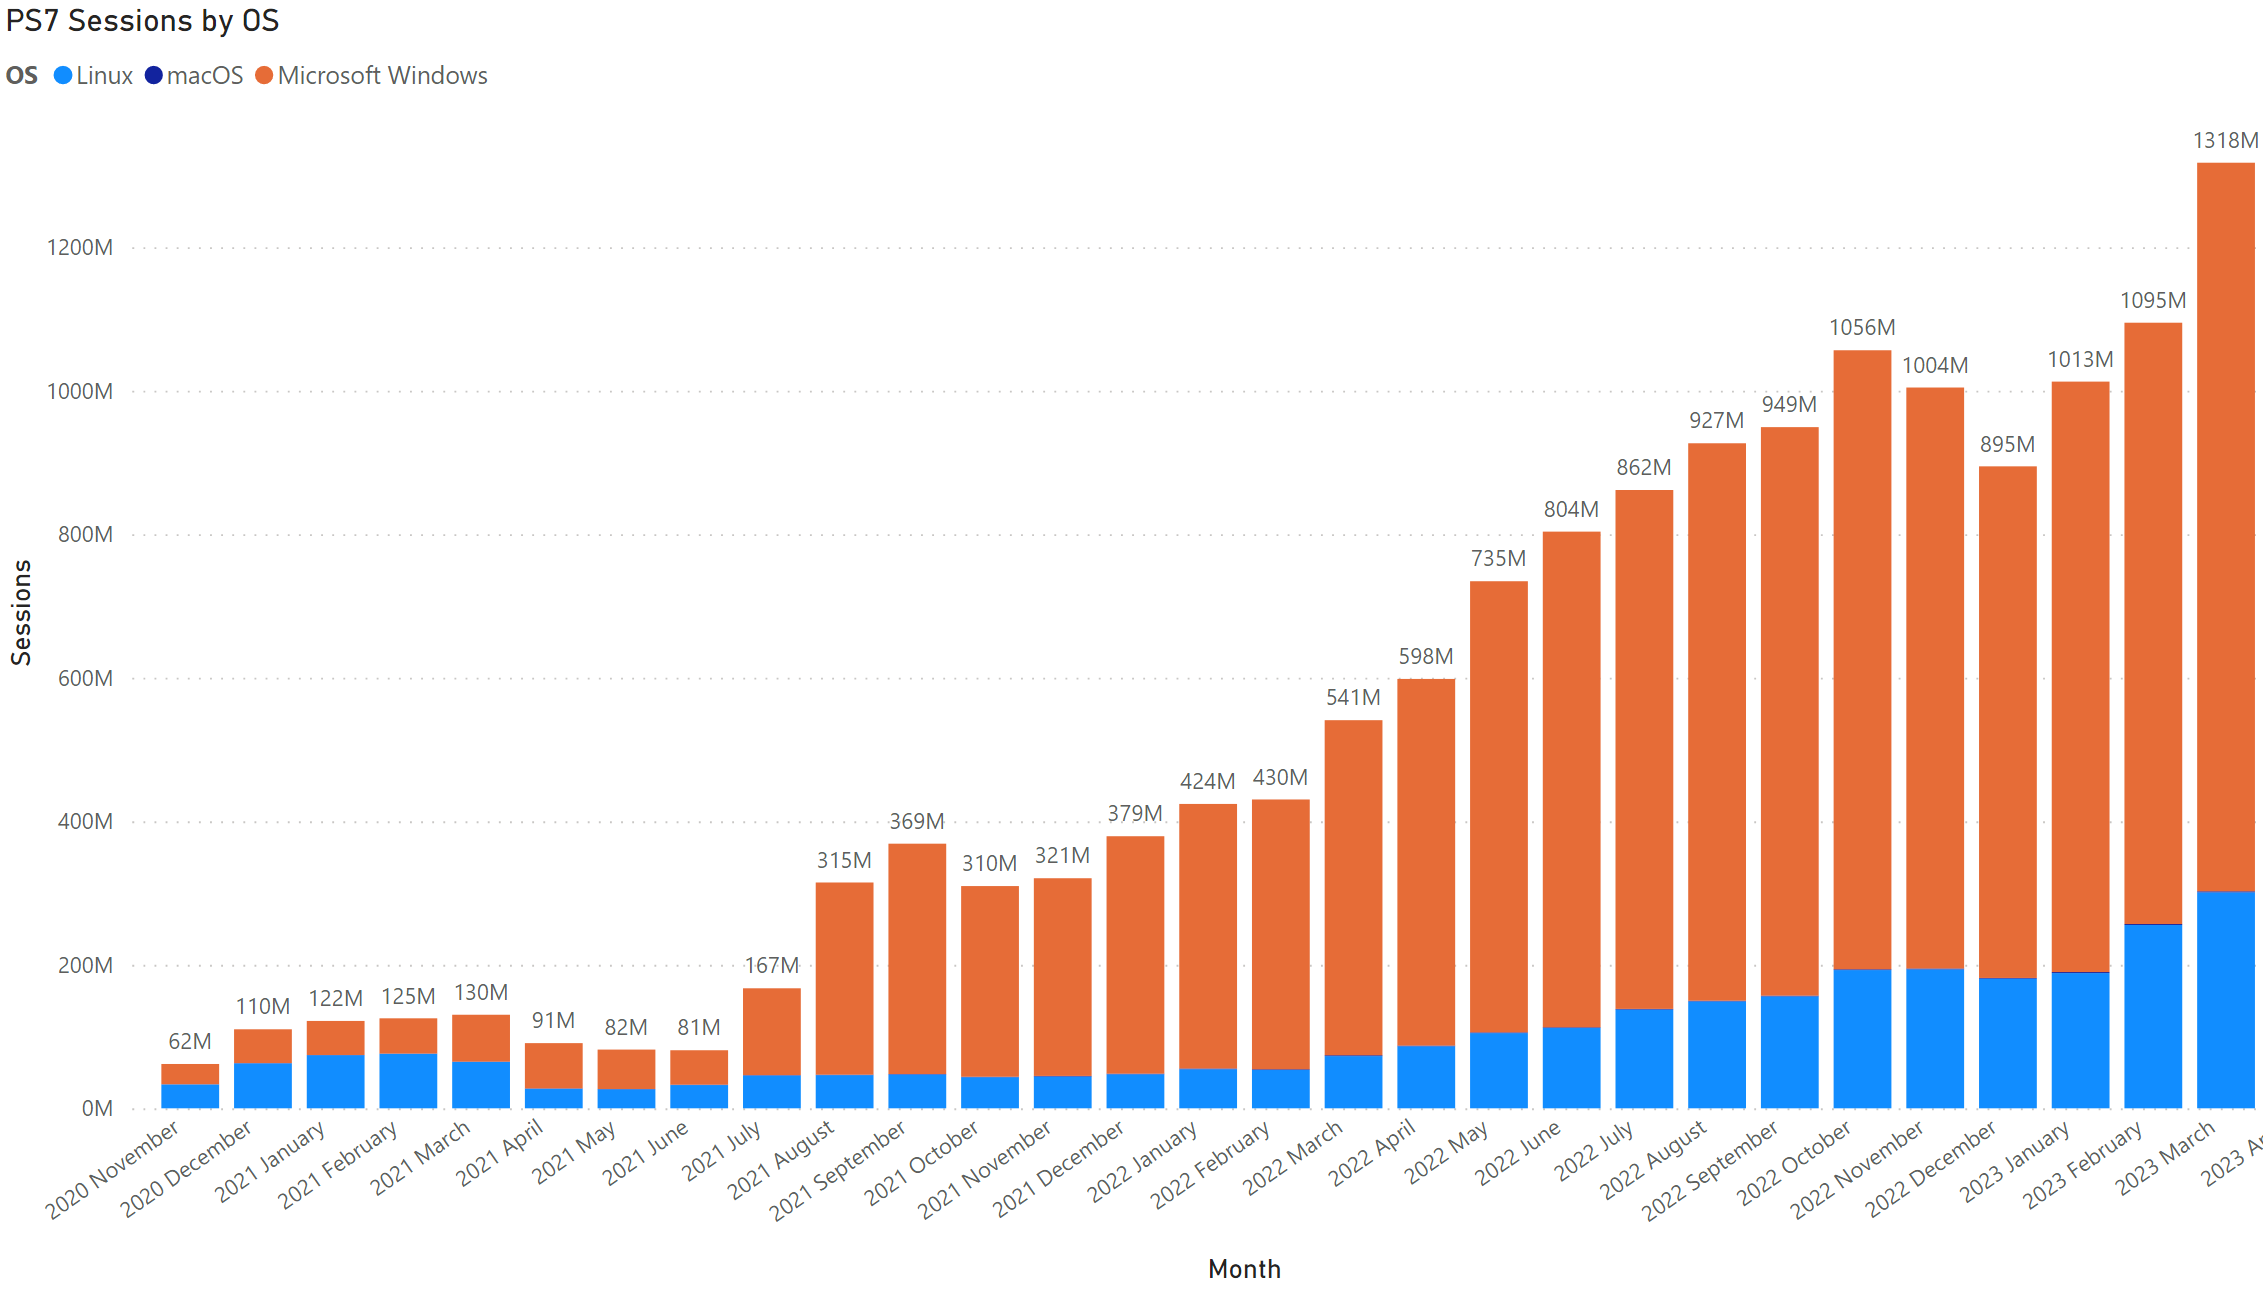 PS7 Sessions by OS
OS Linux macOS Microsoft Windows
1318M
1200M
1095M
1056M
1013M
1004M
1000M
949M
927M
895M
862M
804M
800M
735M
598M
600M
541M
424M 430M
379M
369M
400M
315M 310M 321M
167M
200M
110M 122M 125M 130M
62M 91M 82M 81M
0M
Sessions
2020 November
2020 December
2021 January
2021 February
2021 March
2021 April
2021 May
2021 June
2021 July
2021 August
2021 September
2021 October
2021 November
2021 December
2022 January
2022 February
2022 March
2022 April
2022 May
2022 June
2022 July
2022 August
2022 September
2022 October
2022 November
2022 December
2023 January
2023 February
2023 March
2023
Month